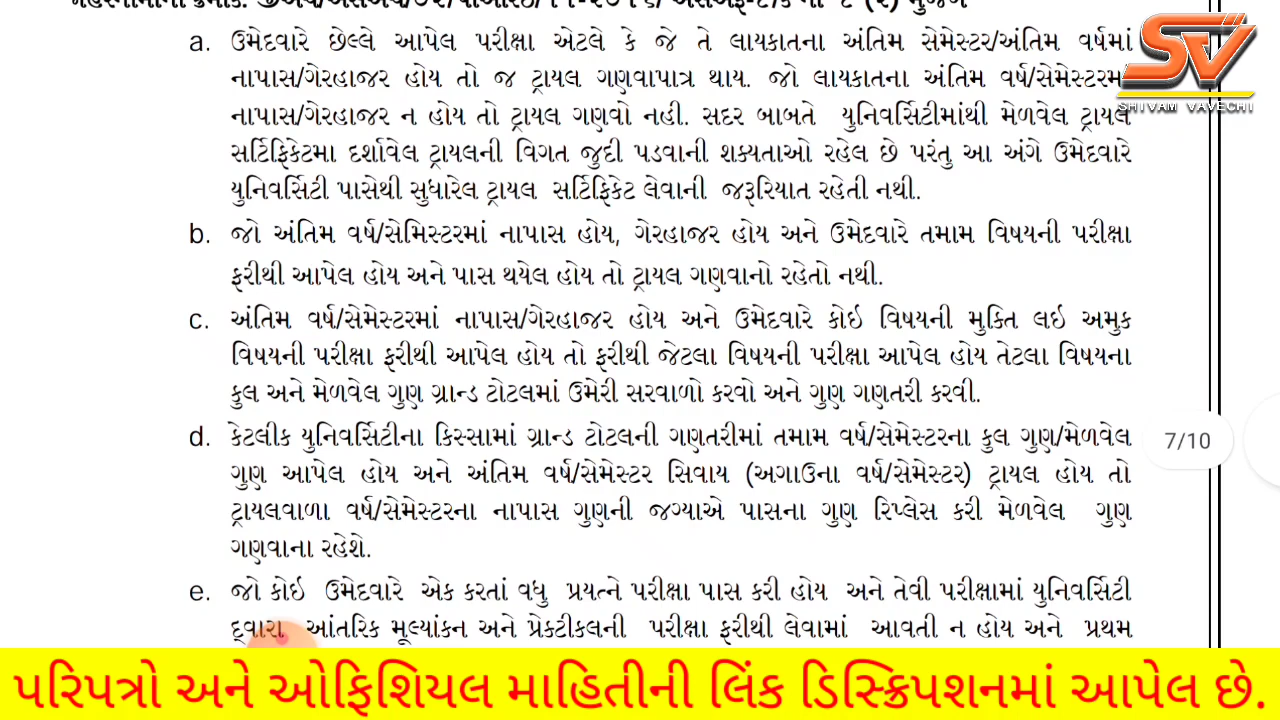 a. ઉમેદવારે છેલ્લે આપેલ પરીક્ષા એટલે કે જે તે લાયકાતના અંતિમ સેમેસ્ટર/અંતિમ વર્ષમાં
નાપાસ/ગેરહાજર હોય તો જ ટ્રાયલ ગણવાપાત્ર થાય. જો લાયકાતના અંતિમ વર્ષ/સેમેસ્ટરમાં
નાપાસ/ગેરહાજર ન હોય તો ટ્રાયલ ગણવો નહી. સદર બાબતે યુનિવર્સિટીમાંથી મેળવેલ ટ્રાયલ
સર્ટિફિકેટમા દર્શાવેલ ટ્રાયલની વિગત જુદી પડવાની શક્યતાઓ રહેલ છે પરંતુ આ અંગે ઉમેદવારે
યુનિવર્સિટી પાસેથી સુધારેલ ટ્રાયલ સર્ટિફિકેટ લેવાની જરૂરિયાત રહેતી નથી.
b. જો અંતિમ વર્ષ/સેમિસ્ટરમાં નાપાસ હોય, ગેરહાજર હોય અને ઉમેદવારે તમામ વિષયની પરીક્ષા
ફરીથી આપેલ હોય અને પાસ થયેલ હોય તો ટ્રાયલ ગણવાનો રહેતો નથી.
c. અંતિમ વર્ષ/સેમેસ્ટરમાં નાપાસ/ગેરહાજર હોય અને ઉમેદવારે કોઇ વિષયની મુક્તિ લઇ અમુક
વિષયની પરીક્ષા ફરીથી આપેલ હોય તો ફરીથી જેટલા વિષયની પરીક્ષા આપેલ હોય તેટલા વિષયના
કુલ અને મેળવેલ ગુણ ગ્રાન્ડ ટોટલમાં ઉમેરી સરવાળો કરવો અને ગુણ ગણતરી કરવી.
d. કેટલીક યુનિવર્સિટીના કિસ્સામાં ગ્રાન્ડ ટોટલની ગણતરીમાં તમામ વર્ષ/સેમેસ્ટરના કુલ ગુણ/મેળવેલ
ગુણ આપેલ હોય અને અંતિમ વર્ષ/સેમેસ્ટર સિવાય (અગાઉના વર્ષ/સેમેસ્ટર) ટ્રાયલ હોય તો
ટ્રાયલવાળા વર્ષ/સેમેસ્ટરના નાપાસ ગુણની જગ્યાએ પાસના ગુણ રિપ્લેસ કરી મેળવેલ ગુણ
ગણવાના રહેશે.
e. જો કોઇ ઉમેદવારે એક કરતાં વધુ પ્રયત્ને પરીક્ષા પાસ કરી હોય અને તેવી પરીક્ષામાં યુનિવર્સિટી
દ્વારા આંતરિક મૂલ્યાંકન અને પ્રેક્ટીકલની પરીક્ષા ફરીથી લેવામાં આવતી ન હોય અને પ્રથમ
SV
SHIVAM VAVECHI
7/10
પરિપત્રો અને ઓફિશિયલ માહિતીની લિંક ડિસ્ક્રિપશનમાં આપેલ છે.